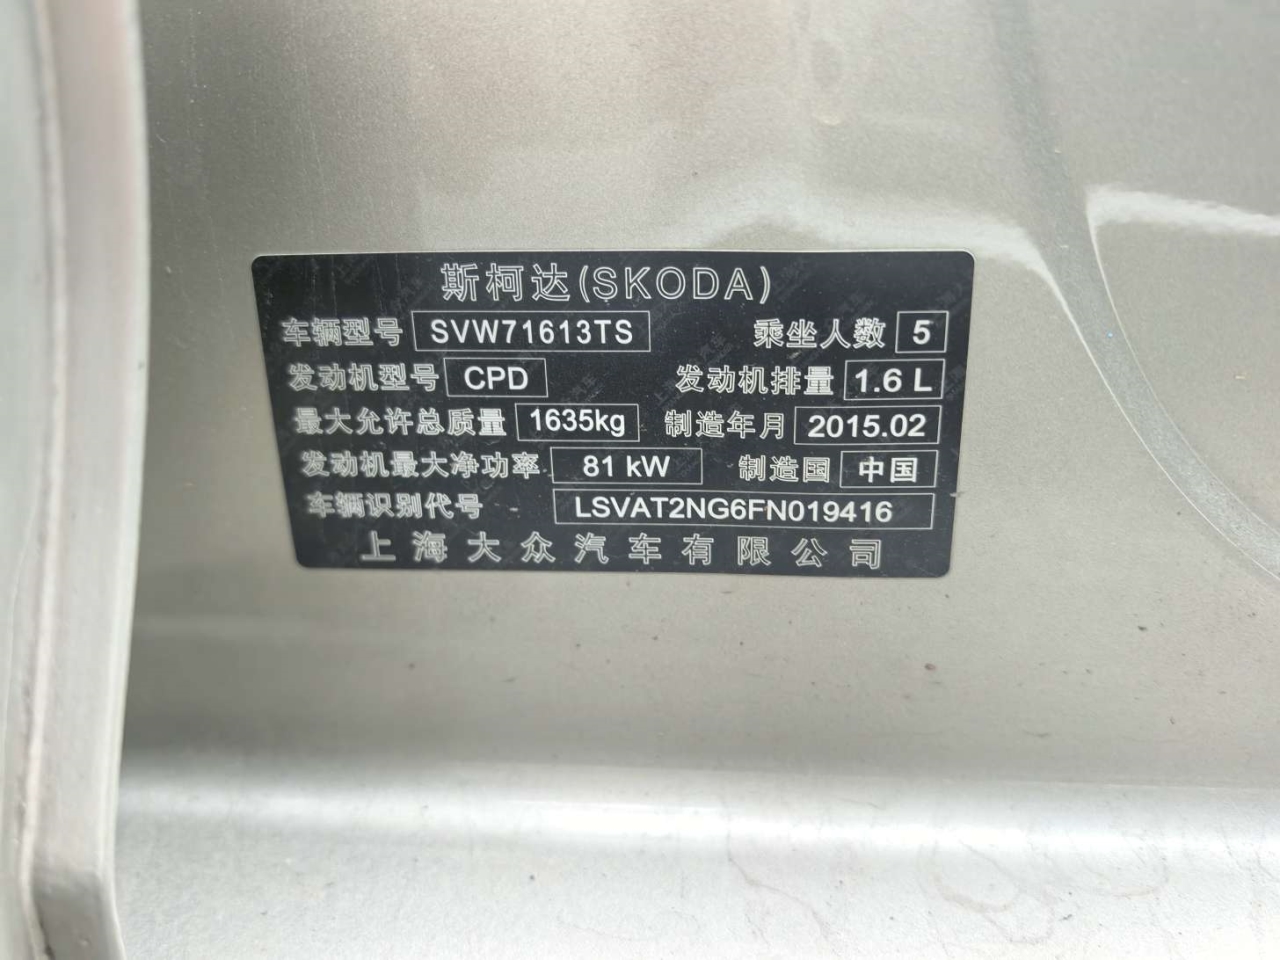 斯柯达(SKODA)
车辆型号 SVW71613TS 乘坐人数 5
发动机型号 CPD 发动机排量 1.6 L
最大允许总质量 1635kg 制造年月 2015.02
发动机最大净功率 81 kW 制造国 中国
车辆识别代号 LSVAT2NG6FN019416
上海大众汽车有限公司